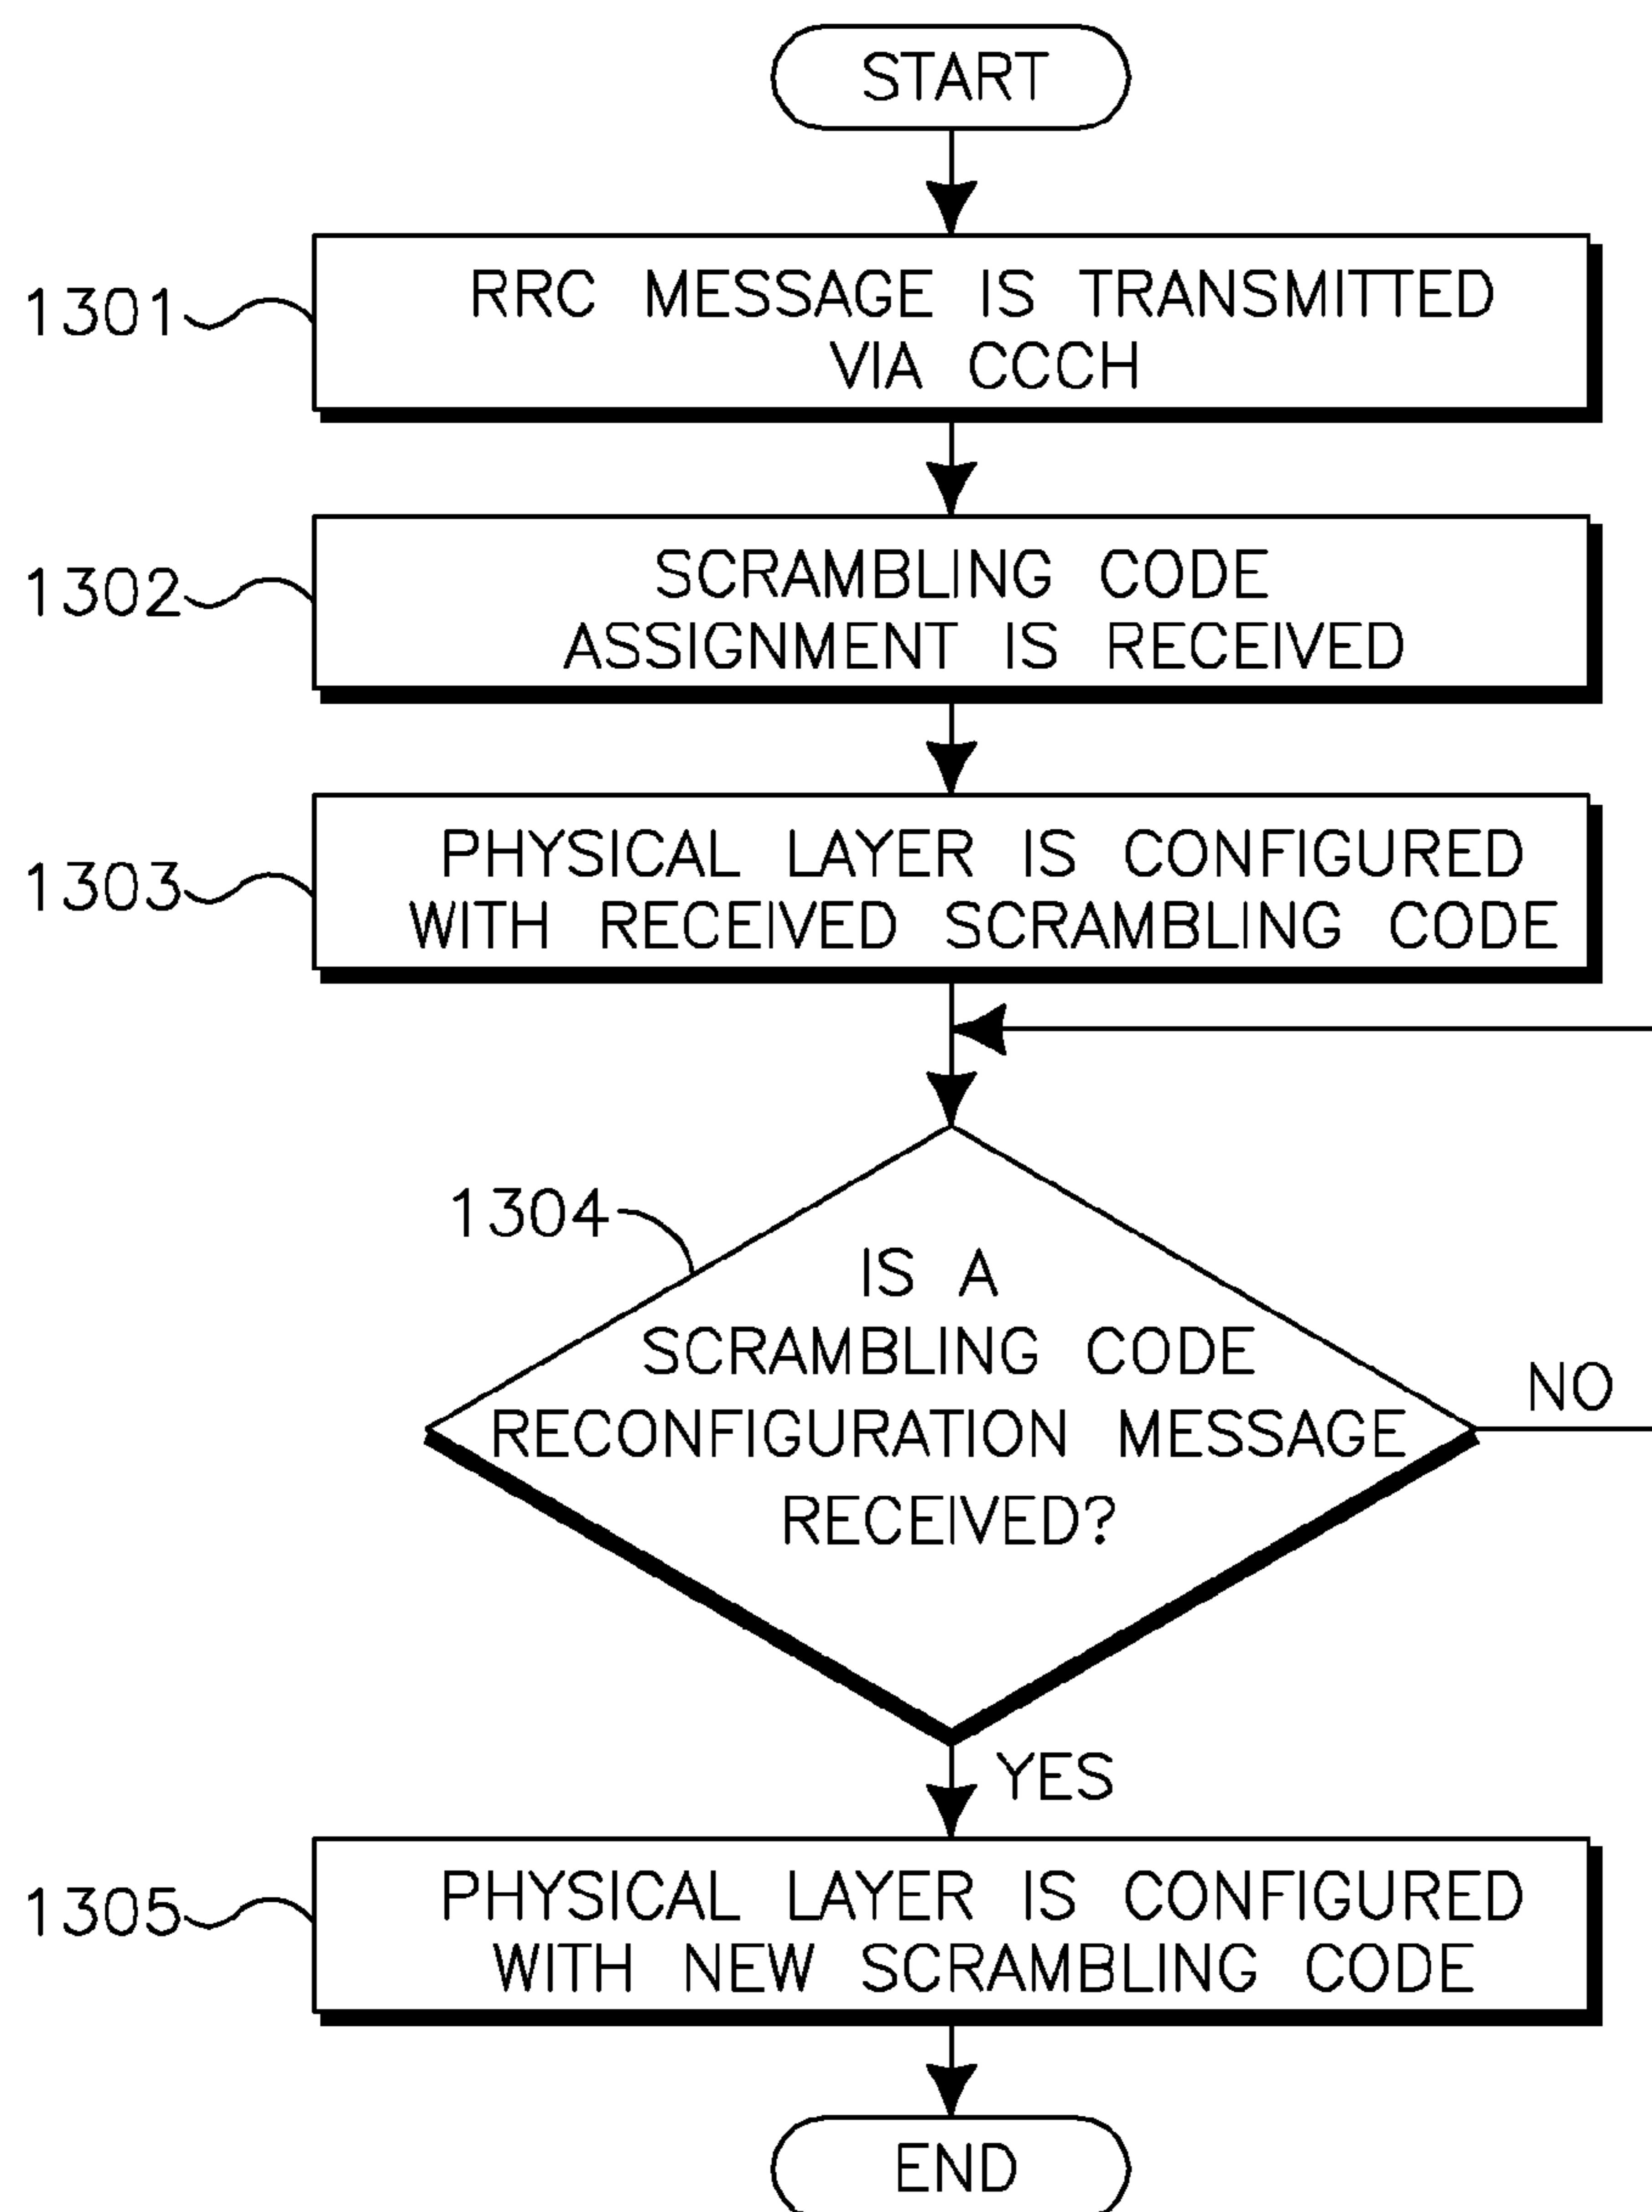 START
1301
RRC MESSAGE IS TRANSMITTED
VIA CCCH
1302
SCRAMBLING CODE
ASSIGNMENT IS RECEIVED
1303
PHYSICAL LAYER IS CONFIGURED
WITH RECEIVED SCRAMBLING CODE
1304
IS A
SCRAMBLING CODE
RECONFIGURATION MESSAGE
RECEIVED?
NO
YES
1305
PHYSICAL LAYER IS CONFIGURED
WITH NEW SCRAMBLING CODE
END